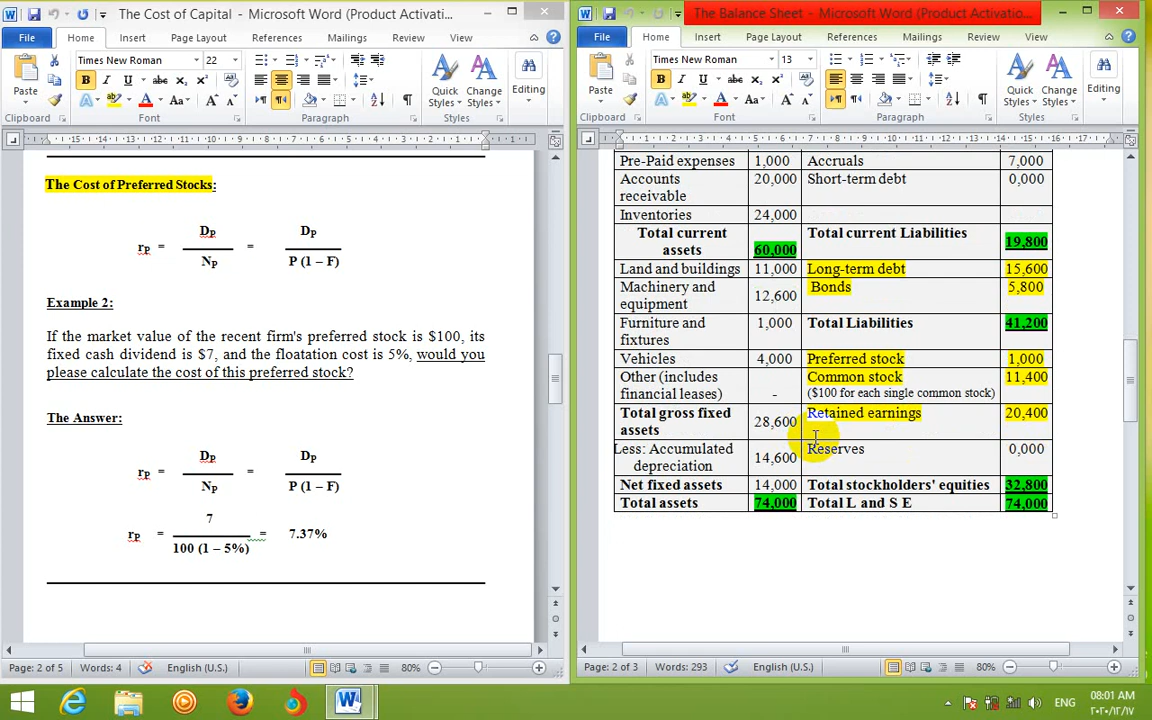 The Cost of Capital - Microsoft Word (Product Activati...
File Home Insert Page Layout References Mailings Review View
Times New Roman 22
Paste
Quick Styles
Change Styles
Editing
Clipboard Font Paragraph Styles
The Cost of Preferred Stocks:
rP = DP / NP = DP / P (1 – F)
Example 2:
If the market value of the recent firm's preferred stock is $100, its
fixed cash dividend is $7, and the floatation cost is 5%, would you
please calculate the cost of this preferred stock?
The Answer:
rP = DP / NP = DP / P (1 – F)
rP = 7 / 100 (1 – 5%) = 7.37%
Page: 2 of 5 Words: 4 English (U.S.) 80%
The Balance Sheet - Microsoft Word (Product Activatio...
File Home Insert Page Layout References Mailings Review View
Times New Roman 13
Paste
Quick Styles
Change Styles
Editing
Clipboard Font Paragraph Styles
Pre-Paid expenses 1,000 Accruals 7,000
Accounts receivable 20,000 Short-term debt 0,000
Inventories 24,000
Total current assets 60,000 Total current Liabilities 19,800
Land and buildings 11,000 Long-term debt 15,600
Machinery and equipment 12,600 Bonds 5,800
Furniture and fixtures 1,000 Total Liabilities 41,200
Vehicles 4,000 Preferred stock 1,000
Other (includes financial leases) - Common stock ($100 for each single common stock) 11,400
Total gross fixed assets 28,600 Retained earnings 20,400
Less: Accumulated depreciation 14,600 Reserves 0,000
Net fixed assets 14,000 Total stockholders' equities 32,800
Total assets 74,000 Total L and S E 74,000
Page: 2 of 3 Words: 293 English (U.S.) 80%
ENG
08:01 AM
٢٠٢٠/١٢/١٧